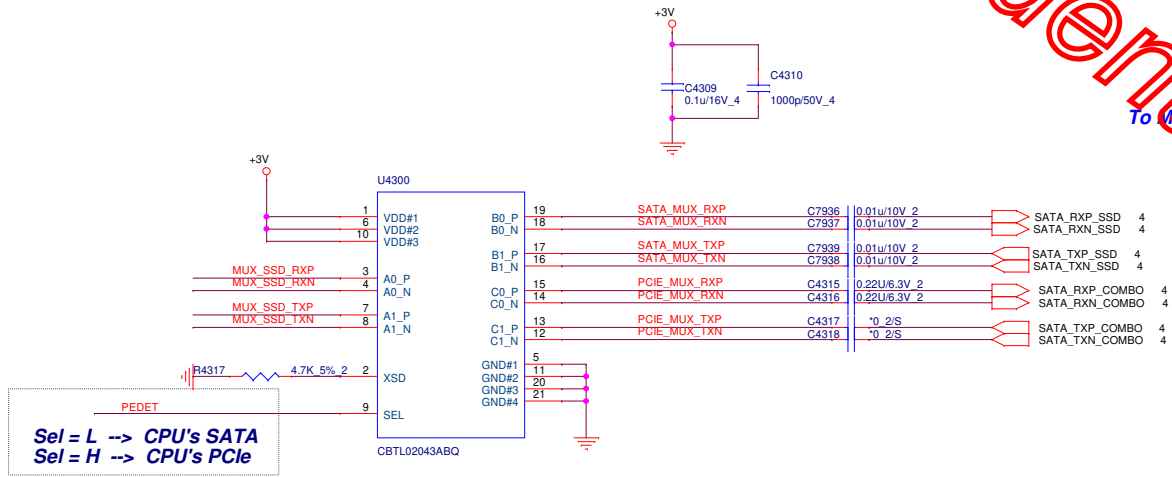 +3V
C4309
0.1u/16V_4
C4310
1000p/50V_4
+3V
U4300
1 VDD#1
6 VDD#2
10 VDD#3
MUX_SSD_RXP 3 A0_P
MUX_SSD_RXN 4 A0_N
MUX_SSD_TXP 7 A1_P
MUX_SSD_TXN 8 A1_N
R4317 4.7K_5%_2 2 XSD
PEDET 9 SEL
B0_P 19 SATA_MUX_RXP C7936 0.01u/10V_2 SATA_RXP_SSD 4
B0_N 18 SATA_MUX_RXN C7937 0.01u/10V_2 SATA_RXN_SSD 4
B1_P 17 SATA_MUX_TXP C7939 0.01u/10V_2 SATA_TXP_SSD 4
B1_N 16 SATA_MUX_TXN C7938 0.01u/10V_2 SATA_TXN_SSD 4
C0_P 15 PCIE_MUX_RXP C4315 0.22U/6.3V_2 SATA_RXP_COMBO 4
C0_N 14 PCIE_MUX_RXN C4316 0.22U/6.3V_2 SATA_RXN_COMBO 4
C1_P 13 PCIE_MUX_TXP C4317 *0_2/S SATA_TXP_COMBO 4
C1_N 12 PCIE_MUX_TXN C4318 *0_2/S SATA_TXN_COMBO 4
GND#1 5
GND#2 11
GND#3 20
GND#4 21
CBTL02043ABQ
Sel = L --> CPU's SATA
Sel = H --> CPU's PCIe
To